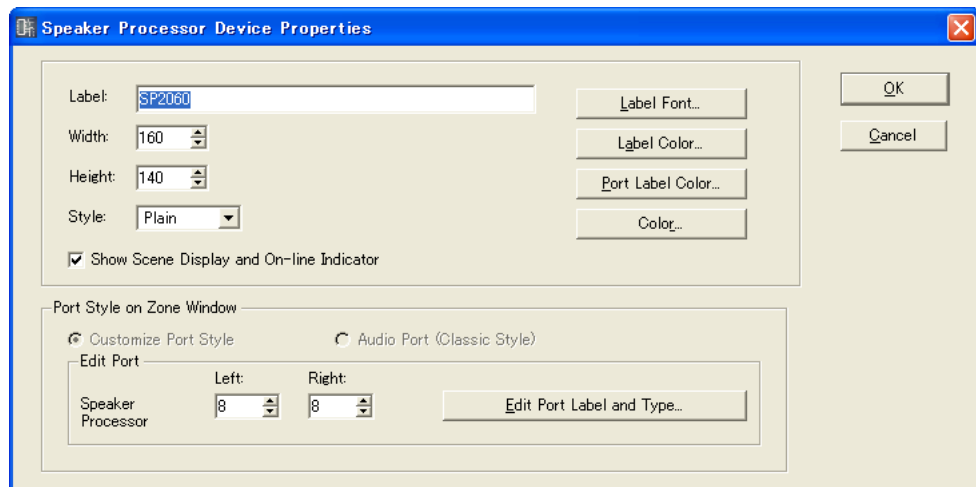 Speaker Processor Device Properties
Label: SP2060
Label Font...
OK
Width: 160
Label Color...
Cancel
Height: 140
Port Label Color...
Style: Plain
Color...
Show Scene Display and On-line Indicator
Port Style on Zone Window
Customize Port Style
Audio Port (Classic Style)
Edit Port
Left:
Right:
Speaker
Processor
8
8
Edit Port Label and Type...